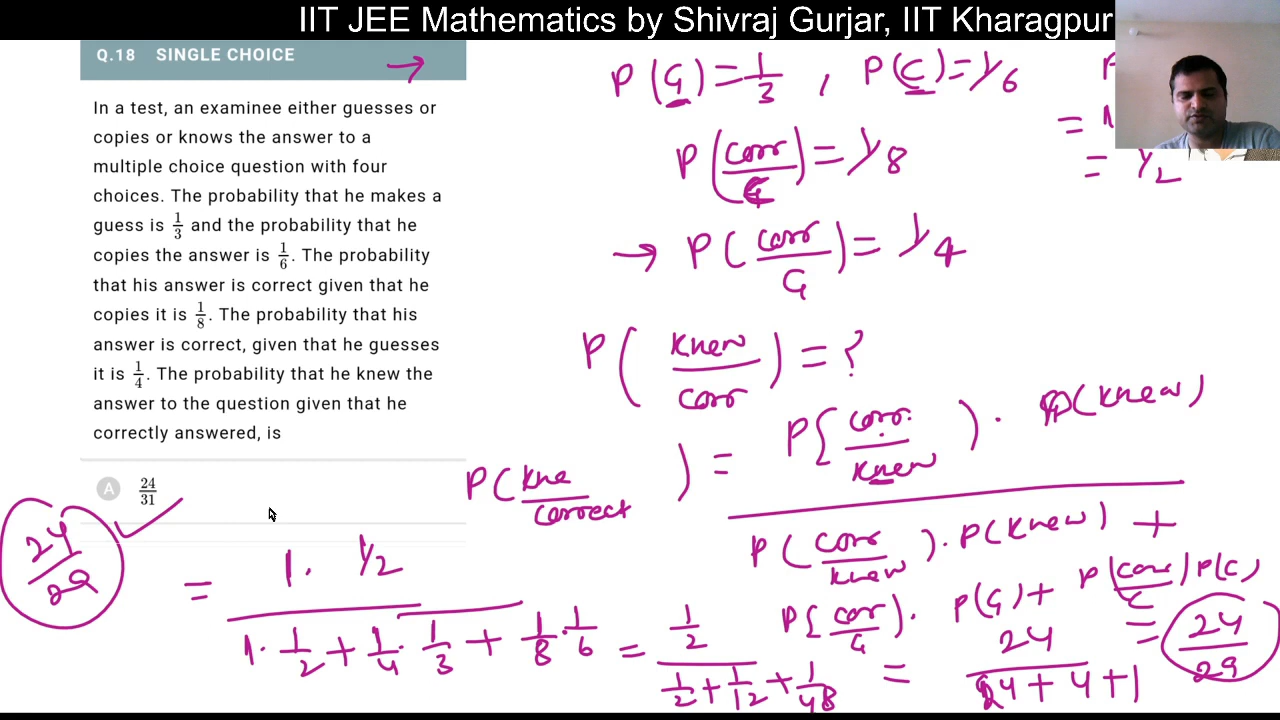 IIT JEE Mathematics by Shivraj Gurjar, IIT Kharagpur
Q.18 SINGLE CHOICE →
In a test, an examinee either guesses or
copies or knows the answer to a
multiple choice question with four
choices. The probability that he makes a
guess is 1/3 and the probability that he
copies the answer is 1/6. The probability
that his answer is correct given that he
copies it is 1/8. The probability that his
answer is correct, given that he guesses
it is 1/4. The probability that he knew the
answer to the question given that he
correctly answered, is
A 24/31
P(G) = 1/3 , P(C) = 1/6
= 1/2
P(corr/C) = 1/8
→ P(corr/G) = 1/4
P(knew/corr) = ?
P(kne/correct) = P(corr./knew) . P(knew)
P(corr/knew) . P(knew) +
P(corr/G) . P(G) + P(corr/C) P(C)
= 1. 1/2
1. 1/2 + 1/4 . 1/3 + 1/8 . 1/6
= 1/2
1/2 + 1/12 + 1/48
= 24
24 + 4 + 1
= 24/29
24/29